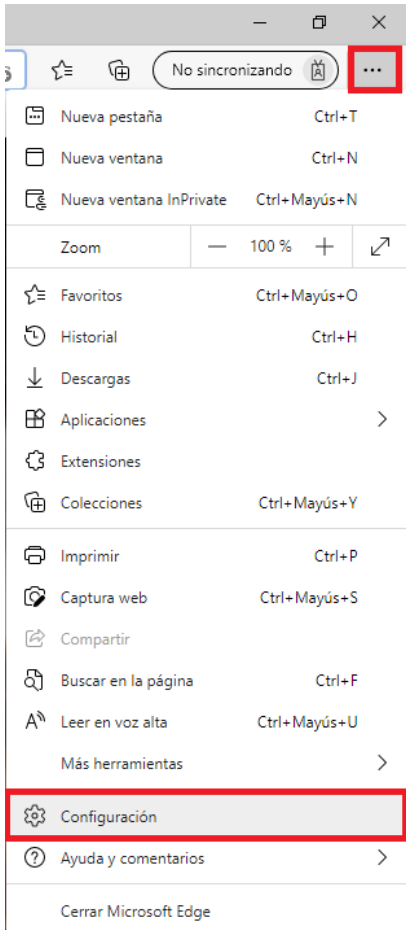 No sincronizando
Nueva pestaña Ctrl+T
Nueva ventana Ctrl+N
Nueva ventana InPrivate Ctrl+Mayús+N
Zoom — 100 % +
Favoritos Ctrl+Mayús+O
Historial Ctrl+H
Descargas Ctrl+J
Aplicaciones
Extensiones
Colecciones Ctrl+Mayús+Y
Imprimir Ctrl+P
Captura web Ctrl+Mayús+S
Compartir
Buscar en la página Ctrl+F
Leer en voz alta Ctrl+Mayús+U
Más herramientas
Configuración
Ayuda y comentarios
Cerrar Microsoft Edge